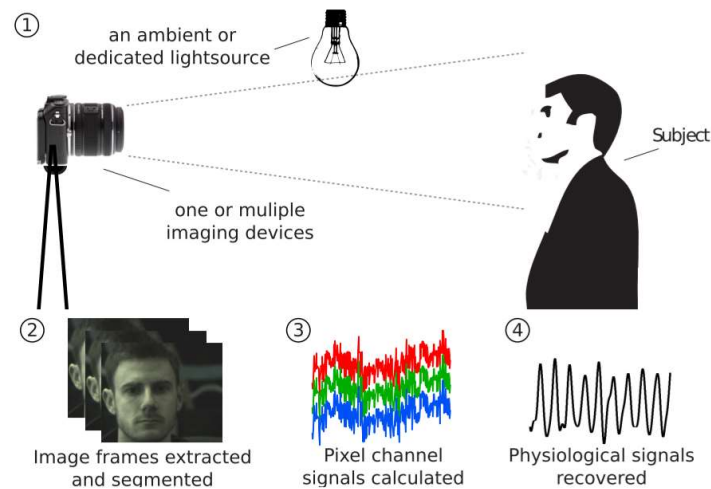 1
an ambient or
dedicated lightsource
Subject
one or muliple
imaging devices
2
Image frames extracted
and segmented
3
Pixel channel
signals calculated
4
Physiological signals
recovered